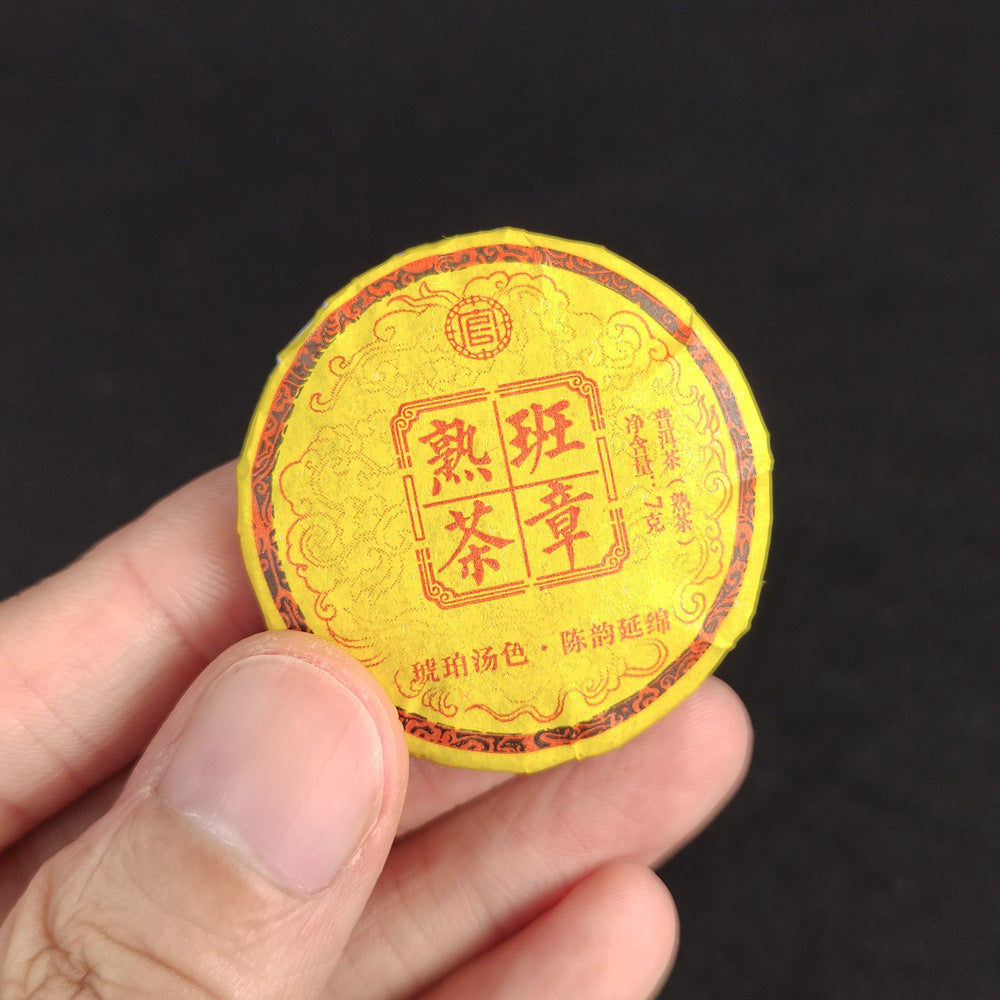 官
班章
熟茶
普洱茶（熟茶）
净含量：7克
琥珀汤色·陈韵延绵